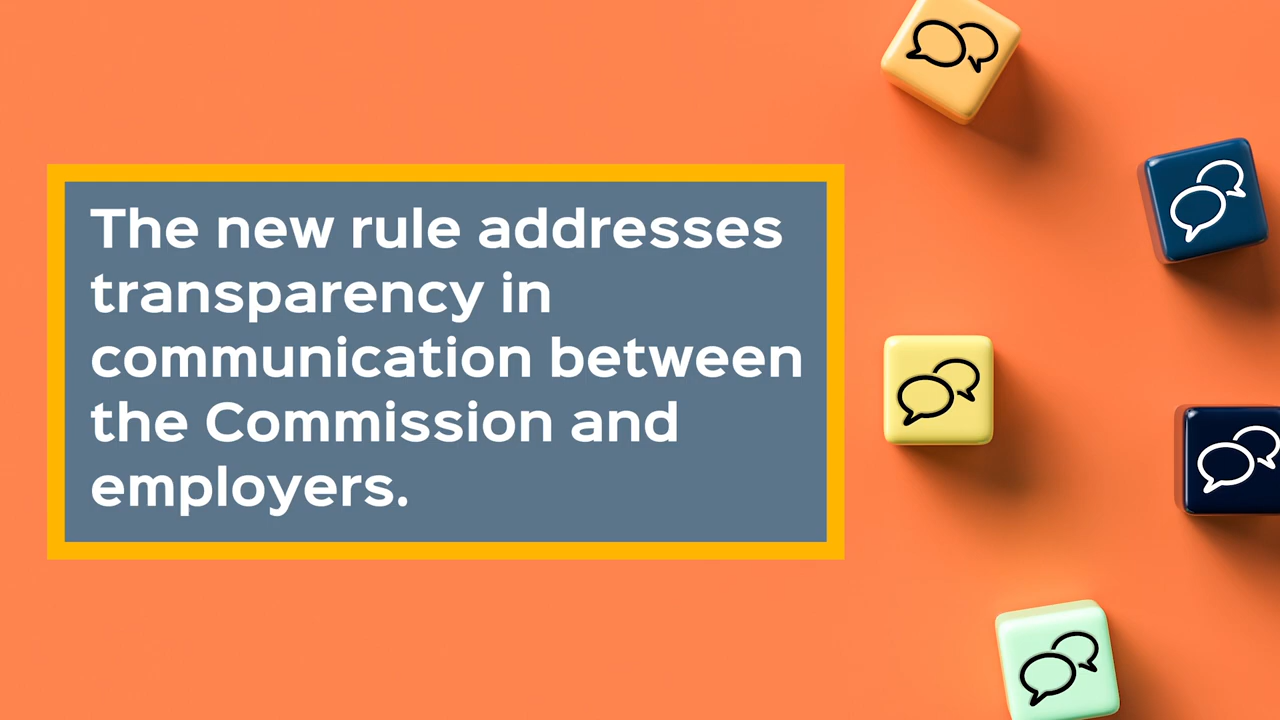 The new rule addresses
transparency in
communication between
the Commission and
employers.